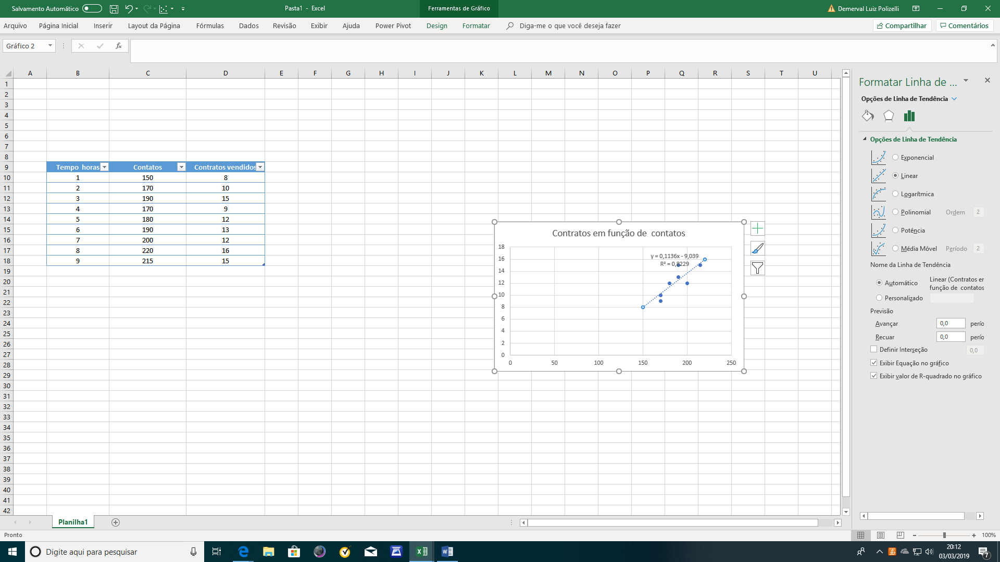 Salvamento Automático
Pasta1 - Excel
Ferramentas de Gráfico
Demerval Luiz Polizelli
Arquivo Página Inicial Inserir Layout da Página Fórmulas Dados Revisão Exibir Ajuda Power Pivot Design Formatar Diga-me o que você deseja fazer
Compartilhar Comentários
Gráfico 2
fx
A B C D E F G H I J K L M N O P Q R S T U
1
2
3
4
5
6
7
8
9 Tempo horas Contatos Contratos vendidos
10 1 150 8
11 2 170 10
12 3 190 15
13 4 170 9
14 5 180 12
15 6 190 13
16 7 200 12
17 8 220 16
18 9 215 15
19
20
21
22
23
24
25
26
27
28
29
30
31
32
33
34
35
36
37
38
39
40
41
42
Contratos em função de contatos
18
16
14
12
10
8
6
4
2
0
0 50 100 150 200 250
y = 0,1136x - 9,039
R² = 0,8229
Formatar Linha de ...
Opções de Linha de Tendência
Opções de Linha de Tendência
Exponencial
Linear
Logarítmica
Polinomial Ordem 2
Potência
Média Móvel Período 2
Nome da Linha de Tendência
Automático Linear (Contratos er
função de contatos
Personalizado
Previsão
Avançar 0,0 perío
Recuar 0,0 perío
Definir Interseção 0,0
Exibir Equação no gráfico
Exibir valor de R-quadrado no gráfico
Planilha1
Pronto
100%
Digite aqui para pesquisar
20:12
03/03/2019
7